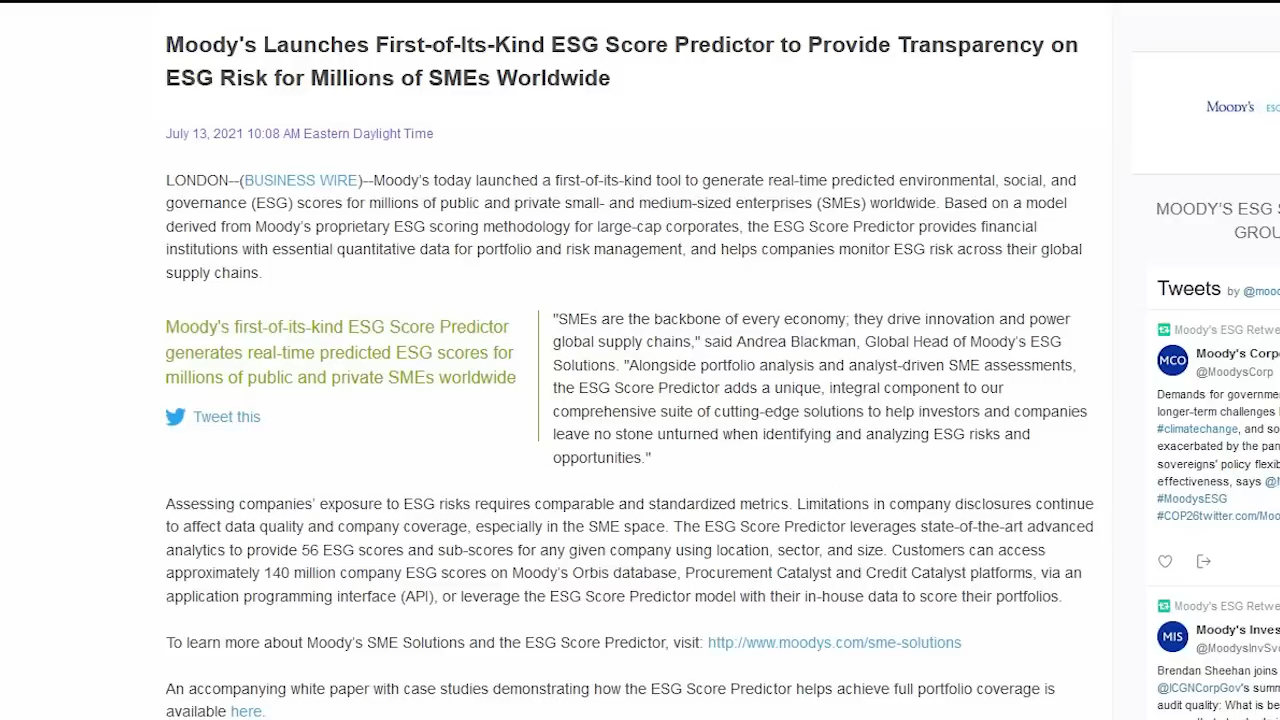 Moody's Launches First-of-Its-Kind ESG Score Predictor to Provide Transparency on
ESG Risk for Millions of SMEs Worldwide
July 13, 2021 10:08 AM Eastern Daylight Time
LONDON--(BUSINESS WIRE)--Moody's today launched a first-of-its-kind tool to generate real-time predicted environmental, social, and
governance (ESG) scores for millions of public and private small- and medium-sized enterprises (SMEs) worldwide. Based on a model
derived from Moody's proprietary ESG scoring methodology for large-cap corporates, the ESG Score Predictor provides financial
institutions with essential quantitative data for portfolio and risk management, and helps companies monitor ESG risk across their global
supply chains.
Moody's first-of-its-kind ESG Score Predictor
generates real-time predicted ESG scores for
millions of public and private SMEs worldwide
Tweet this
"SMEs are the backbone of every economy; they drive innovation and power
global supply chains," said Andrea Blackman, Global Head of Moody's ESG
Solutions. "Alongside portfolio analysis and analyst-driven SME assessments,
the ESG Score Predictor adds a unique, integral component to our
comprehensive suite of cutting-edge solutions to help investors and companies
leave no stone unturned when identifying and analyzing ESG risks and
opportunities."
Assessing companies' exposure to ESG risks requires comparable and standardized metrics. Limitations in company disclosures continue
to affect data quality and company coverage, especially in the SME space. The ESG Score Predictor leverages state-of-the-art advanced
analytics to provide 56 ESG scores and sub-scores for any given company using location, sector, and size. Customers can access
approximately 140 million company ESG scores on Moody's Orbis database, Procurement Catalyst and Credit Catalyst platforms, via an
application programming interface (API), or leverage the ESG Score Predictor model with their in-house data to score their portfolios.
To learn more about Moody's SME Solutions and the ESG Score Predictor, visit: http://www.moodys.com/sme-solutions
An accompanying white paper with case studies demonstrating how the ESG Score Predictor helps achieve full portfolio coverage is
available here.
MOODY'S
MOODY'S ESG
GROU
Tweets by @mood
Moody's ESG Retwe
MCO
Moody's Corp
@MoodysCorp
Demands for governme
longer-term challenges
#climatechange, and so
exacerbated by the pan
sovereigns' policy flexib
effectiveness, says @M
#MoodysESG
#COP26twitter.com/Moo
Moody's ESG Retwe
MIS
Moody's Inves
@MoodysInvSv
Brendan Sheehan joins
@ICGNCorpGov's summ
audit quality: What is be